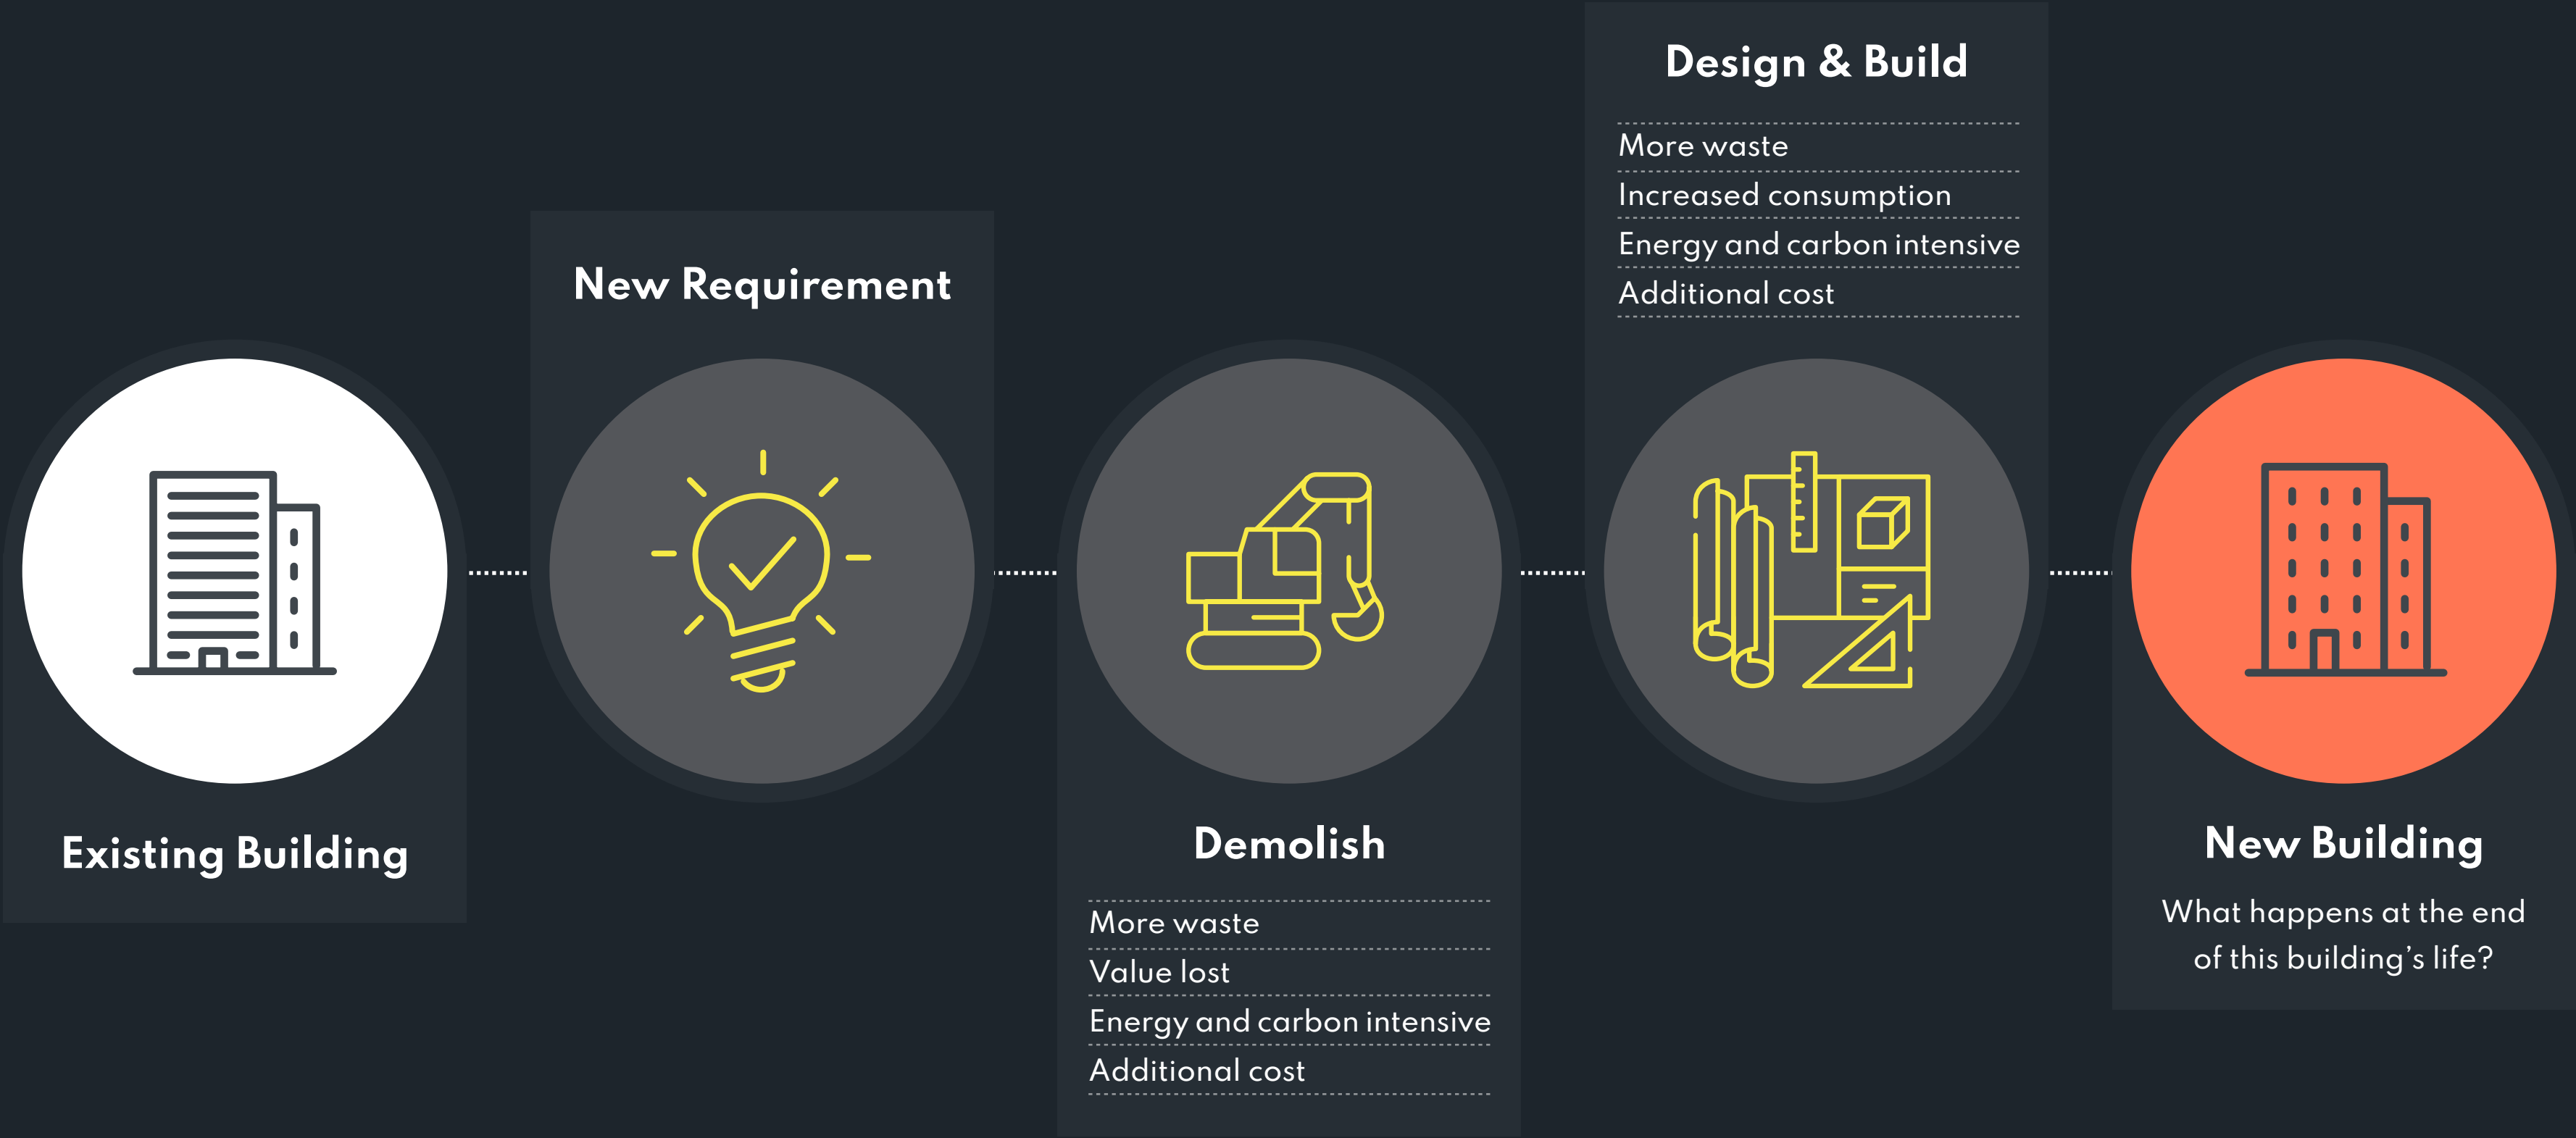 Existing Building
New Requirement
Demolish
More waste
Value lost
Energy and carbon intensive
Additional cost
Design & Build
More waste
Increased consumption
Energy and carbon intensive
Additional cost
New Building
What happens at the end
of this building’s life?